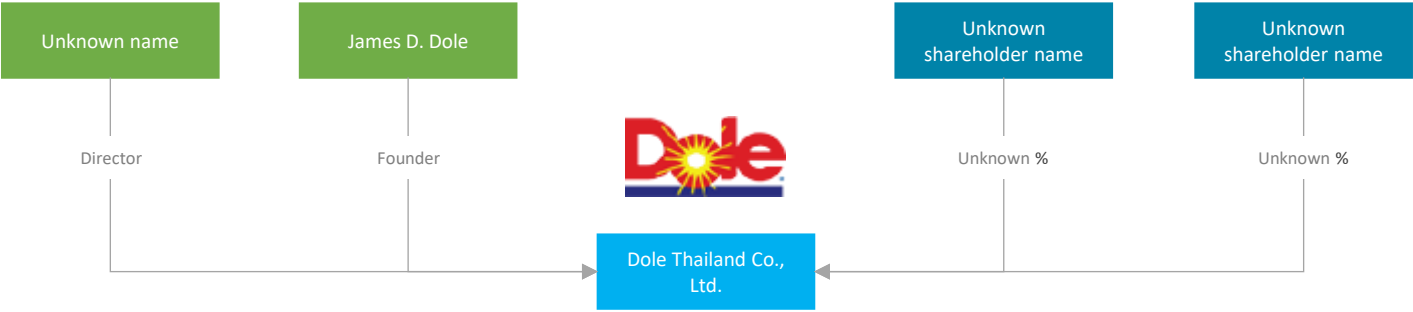 Unknown name
James D. Dole
Unknown
shareholder name
Unknown
shareholder name
Director
Founder
Dole
Unknown %
Unknown %
Dole Thailand Co.,
Ltd.